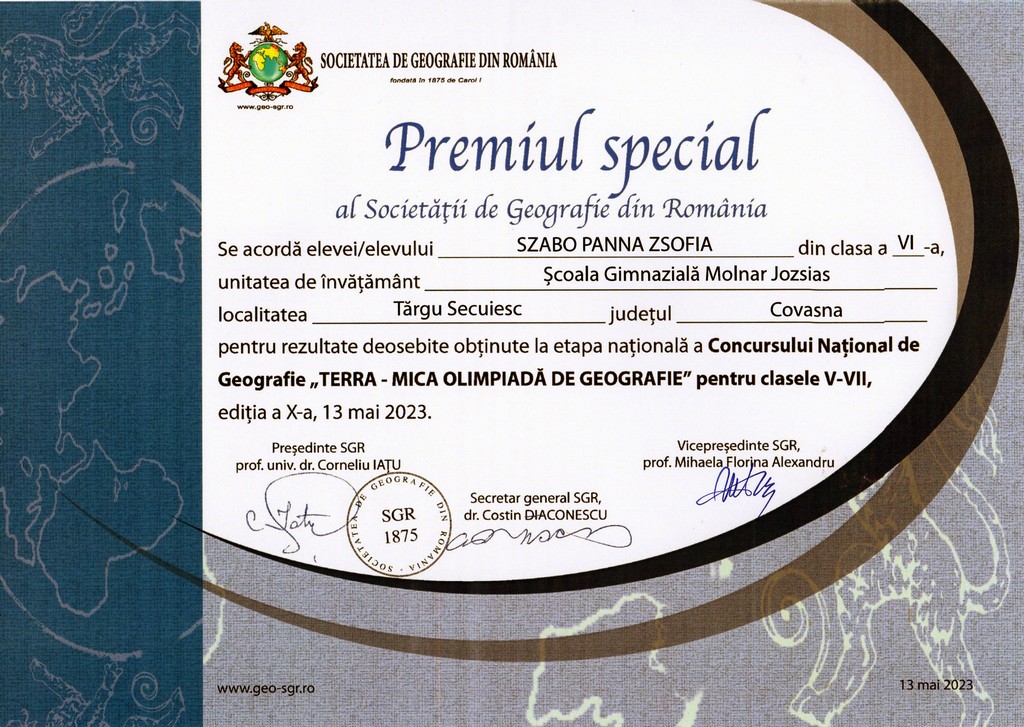 SOCIETATEA DE GEOGRAFIE DIN ROMÂNIA
fondată în 1875 de Carol I
www.geo-sgr.ro
Premiul special
al Societății de Geografie din România
Se acordă elevei/elevului SZABO PANNA ZSOFIA din clasa a VI -a,
unitatea de învățământ Școala Gimnazială Molnar Jozsias
localitatea Tărgu Secuiesc județul Covasna
pentru rezultate deosebite obținute la etapa națională a Concursului Național de
Geografie „TERRA - MICA OLIMPIADĂ DE GEOGRAFIE” pentru clasele V-VII,
ediția a X-a, 13 mai 2023.
Președinte SGR
prof. univ. dr. Corneliu IAȚU
Vicepreședinte SGR,
prof. Mihaela Florina Alexandru
Secretar general SGR,
dr. Costin DIACONESCU
SOCIETATEA DE GEOGRAFIE DIN ROMANIA
SGR
1875
www.geo-sgr.ro
13 mai 2023